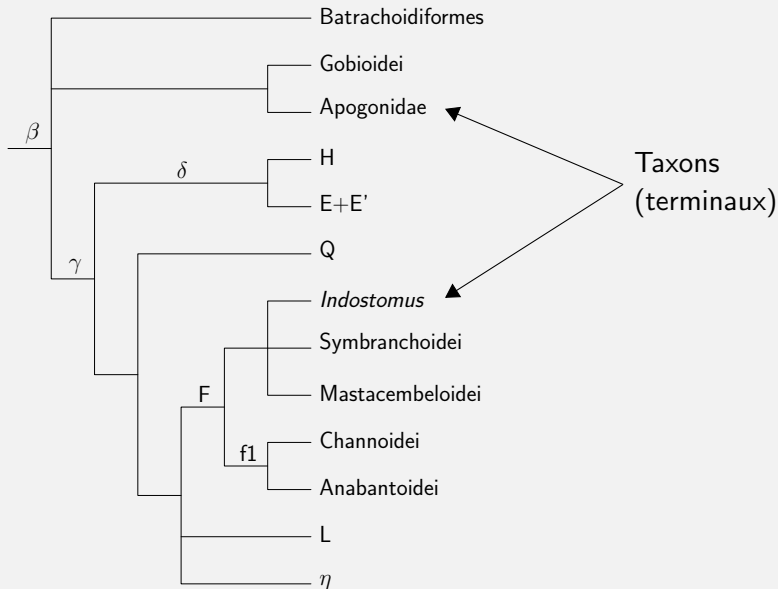 Batrachoidiformes
Gobioidei
Apogonidae
β
H
δ
E+E'
Q
γ
Indostomus
Symbranchoidei
Mastacembeloidei
F
Channoidei
f1
Anabantoidei
L
η
Taxons
(terminaux)